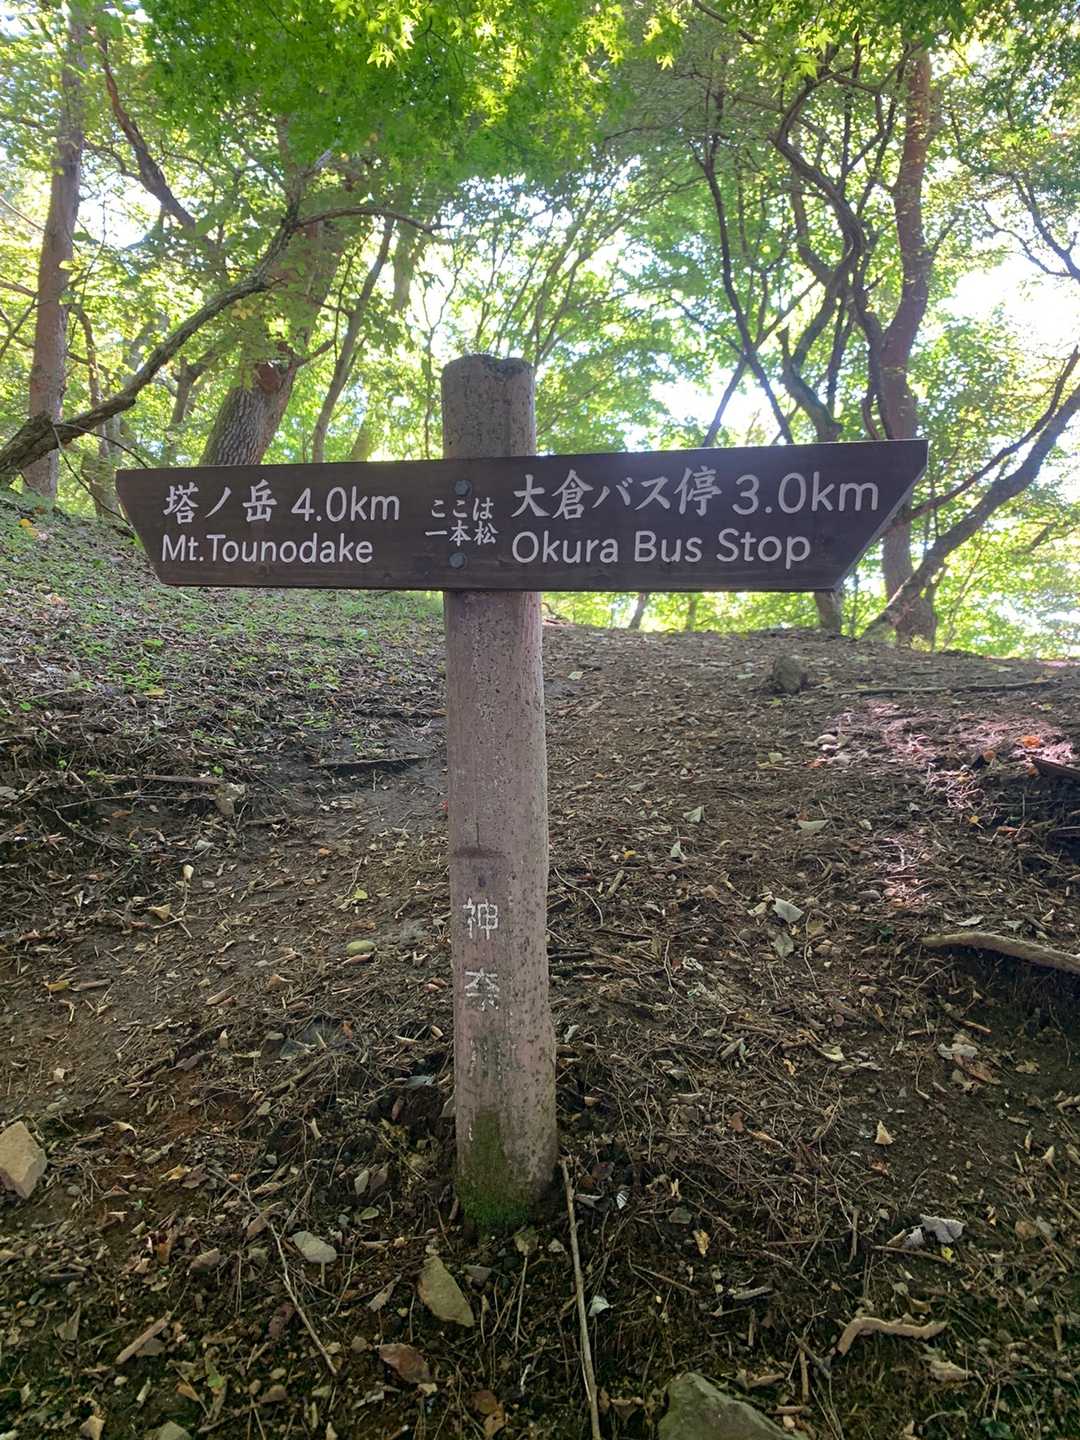 塔ノ岳 4.0km
Mt.Tounodake
ここは
一本松
大倉バス停 3.0km
Okura Bus Stop
神
奈
川